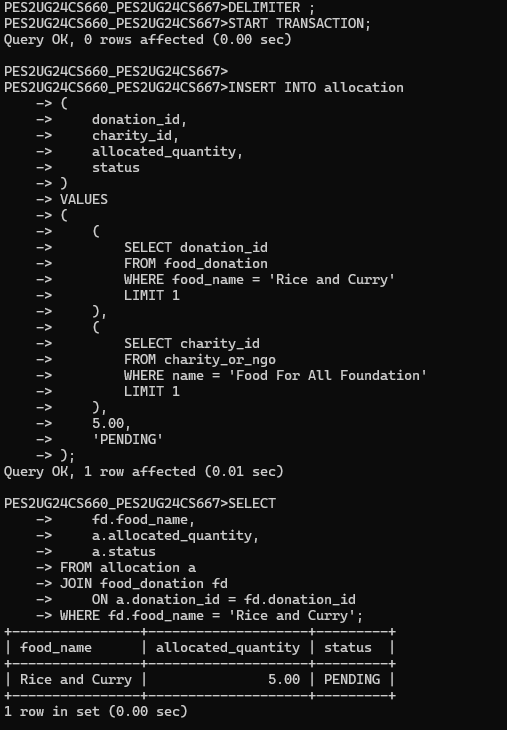 PES2UG24CS660_PES2UG24CS667>DELIMITER ;
PES2UG24CS660_PES2UG24CS667>START TRANSACTION;
Query OK, 0 rows affected (0.00 sec)

PES2UG24CS660_PES2UG24CS667>
PES2UG24CS660_PES2UG24CS667>INSERT INTO allocation
    -> (
    ->     donation_id,
    ->     charity_id,
    ->     allocated_quantity,
    ->     status
    -> )
    -> VALUES
    -> (
    ->     (
    ->         SELECT donation_id
    ->         FROM food_donation
    ->         WHERE food_name = 'Rice and Curry'
    ->         LIMIT 1
    ->     ),
    ->     (
    ->         SELECT charity_id
    ->         FROM charity_or_ngo
    ->         WHERE name = 'Food For All Foundation'
    ->         LIMIT 1
    ->     ),
    ->     5.00,
    ->     'PENDING'
    -> );
Query OK, 1 row affected (0.01 sec)

PES2UG24CS660_PES2UG24CS667>SELECT
    ->     fd.food_name,
    ->     a.allocated_quantity,
    ->     a.status
    -> FROM allocation a
    -> JOIN food_donation fd
    ->     ON a.donation_id = fd.donation_id
    -> WHERE fd.food_name = 'Rice and Curry';
+----------------+--------------------+---------+
| food_name      | allocated_quantity | status  |
+----------------+--------------------+---------+
| Rice and Curry |               5.00 | PENDING |
+----------------+--------------------+---------+
1 row in set (0.00 sec)